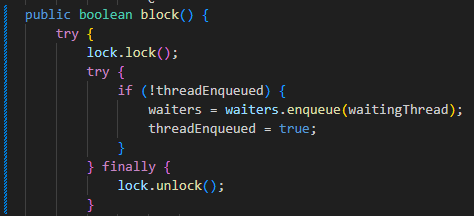 public boolean block() {
    try {
        lock.lock();
        try {
            if (!threadEnqueued) {
                waiters = waiters.enqueue(waitingThread);
                threadEnqueued = true;
            }
        } finally {
            lock.unlock();
        }